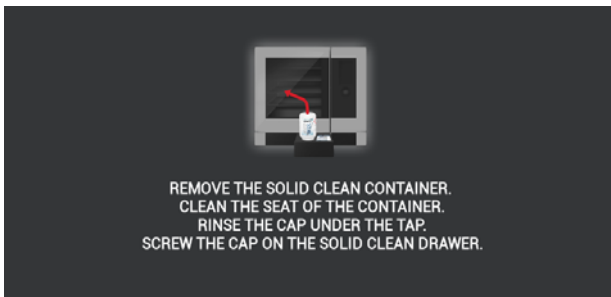 REMOVE THE SOLID CLEAN CONTAINER.
CLEAN THE SEAT OF THE CONTAINER.
RINSE THE CAP UNDER THE TAP.
SCREW THE CAP ON THE SOLID CLEAN DRAWER.